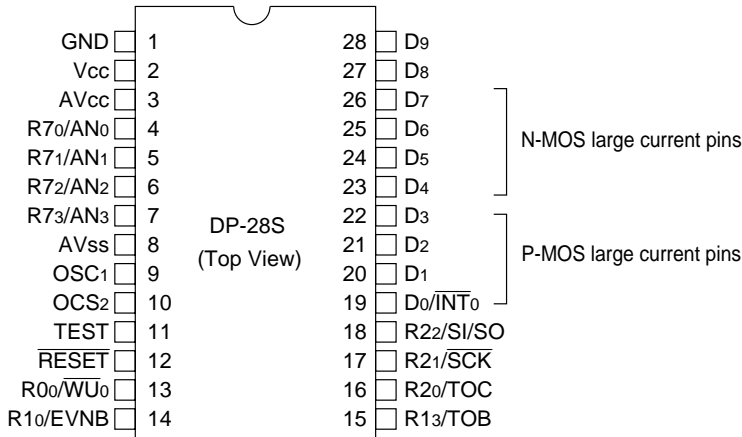 GND 1 28 D9
Vcc 2 27 D8
AVcc 3 26 D7
R70/AN0 4 25 D6
N-MOS large current pins
R71/AN1 5 24 D5
R72/AN2 6 23 D4
R73/AN3 7 DP-28S 22 D3
AVss 8 (Top View) 21 D2
P-MOS large current pins
OSC1 9 20 D1
OCS2 10 19 D0/I̅N̅T̅0
TEST 11 18 R22/SI/SO
R̅E̅S̅E̅T̅ 12 17 R21/S̅C̅K̅
R00/W̅U̅0 13 16 R20/TOC
R10/EVNB 14 15 R13/TOB